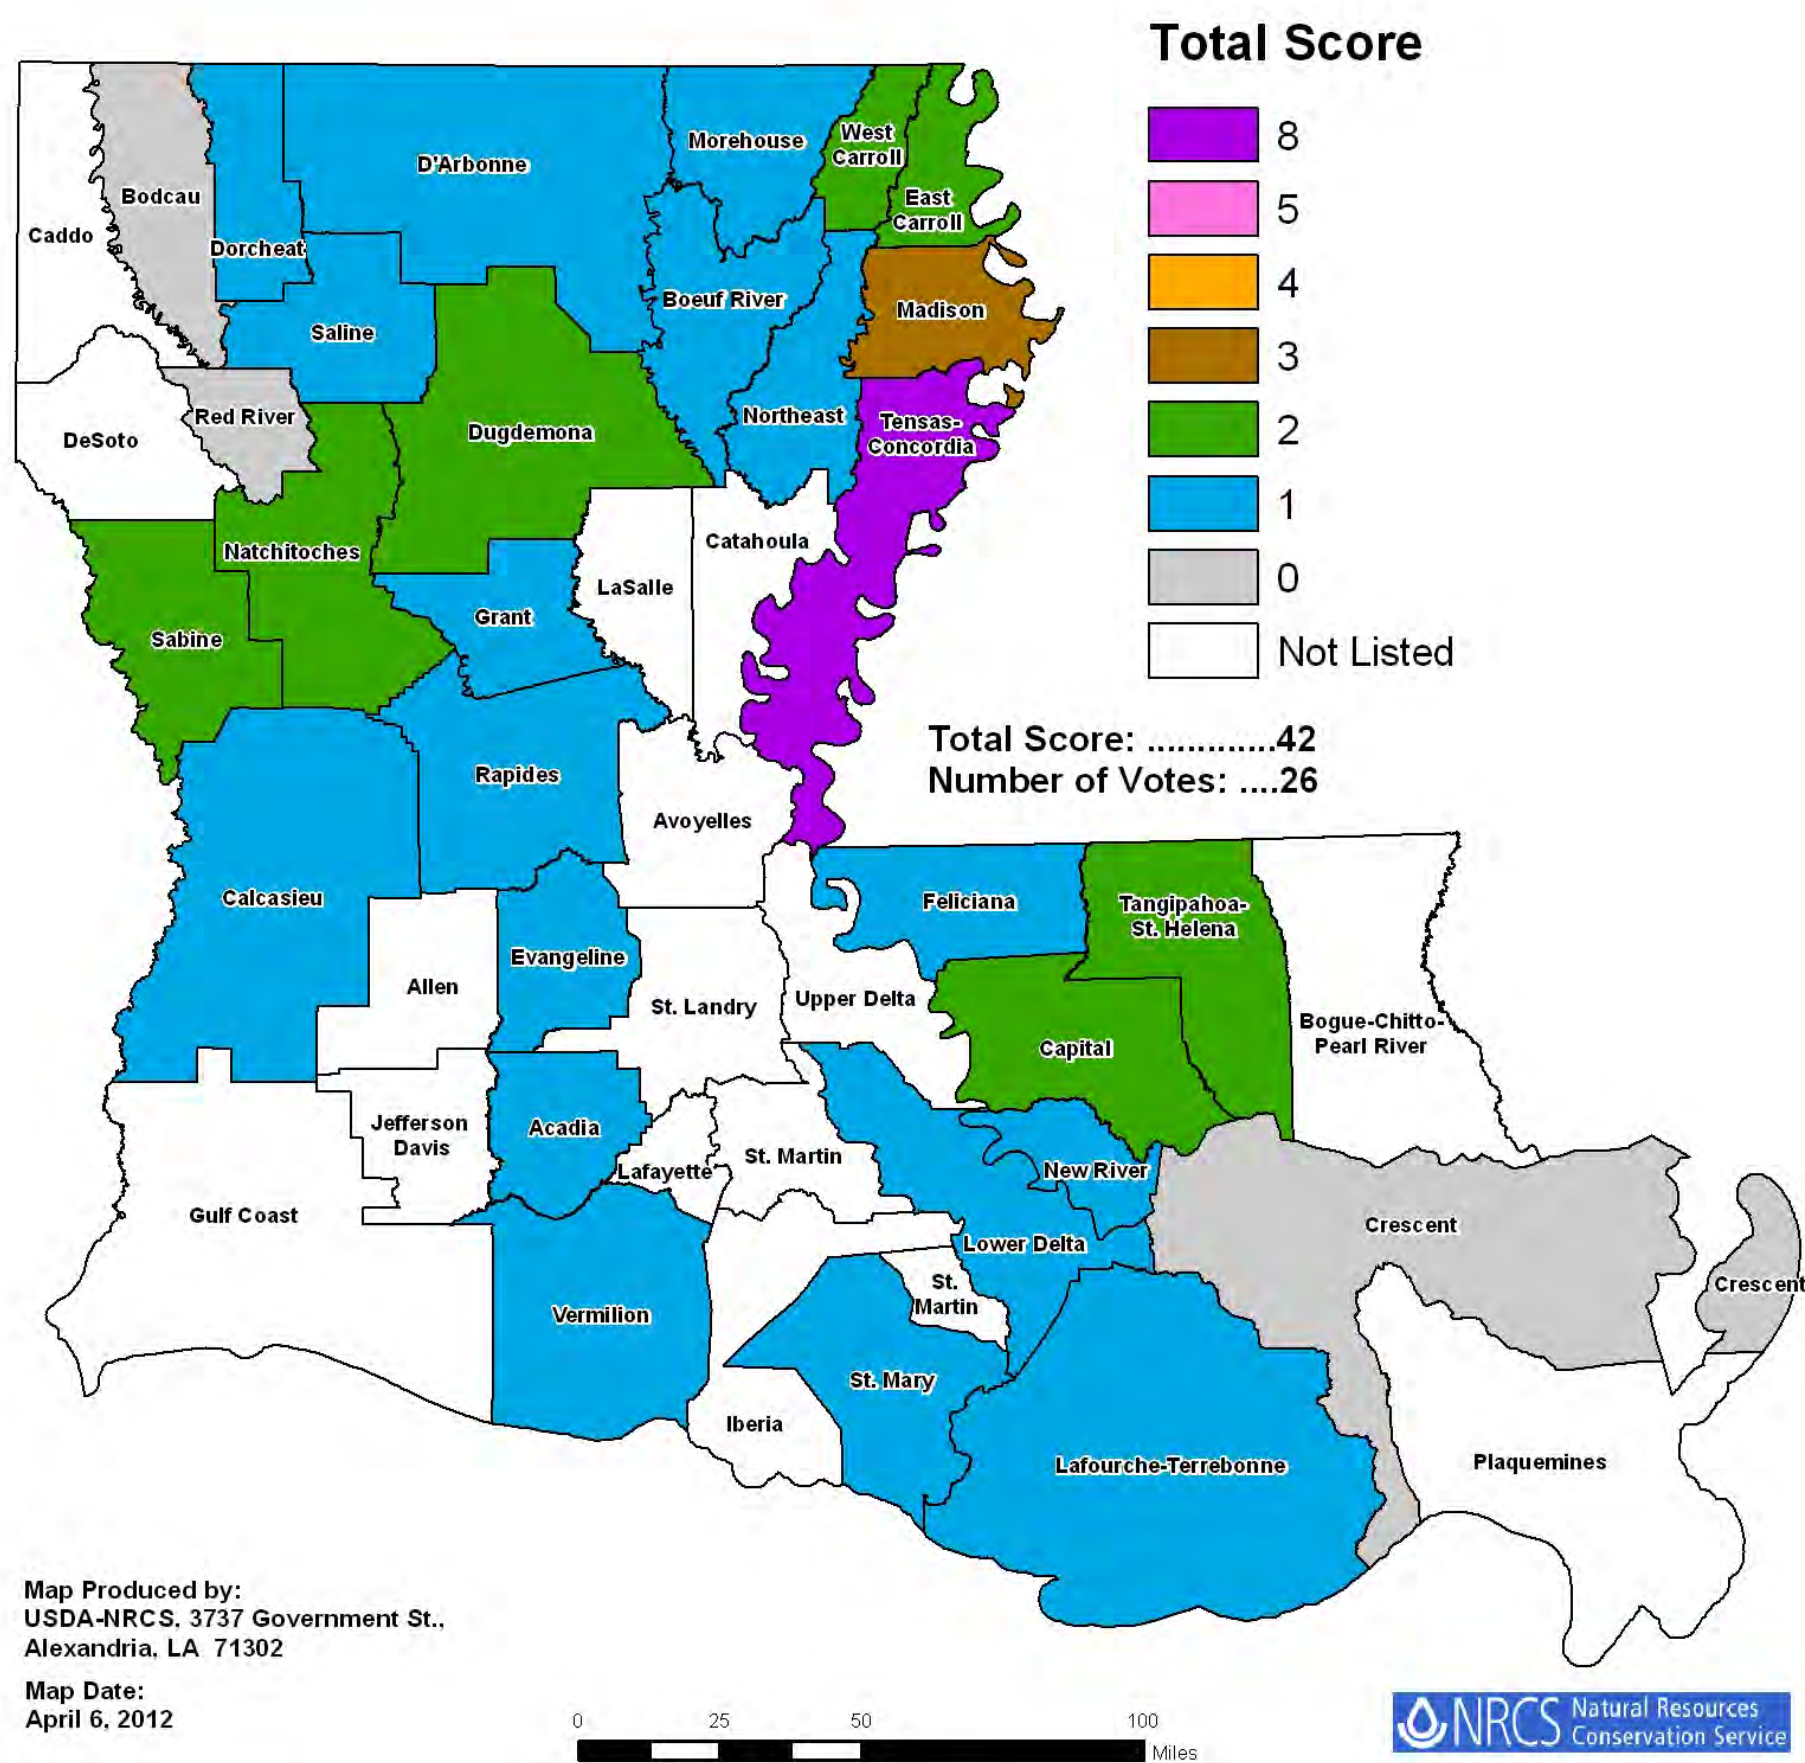 Total Score
8
5
4
3
2
1
0
Not Listed
Total Score: .............42
Number of Votes: ....26
Caddo
Bodcau
Dorcheat
D'Arbonne
Morehouse
West
Carroll
East
Carroll
Boeuf River
Madison
Saline
DeSoto
Red River
Dugdemona
Northeast
Tensas-
Concordia
Natchitoches
Catahoula
LaSalle
Grant
Sabine
Rapides
Avoyelles
Calcasieu
Allen
Evangeline
St. Landry
Upper Delta
Feliciana
Tangipahoa-
St. Helena
Capital
Bogue-Chitto-
Pearl River
Jefferson
Davis
Acadia
Lafayette
St. Martin
New River
Gulf Coast
Crescent
Lower Delta
Crescent
St.
Martin
Vermilion
St. Mary
Iberia
Lafourche-Terrebonne
Plaquemines
Map Produced by:
USDA-NRCS, 3737 Government St.,
Alexandria, LA 71302
Map Date:
April 6, 2012
0 25 50 100
Miles
NRCS Natural Resources
Conservation Service